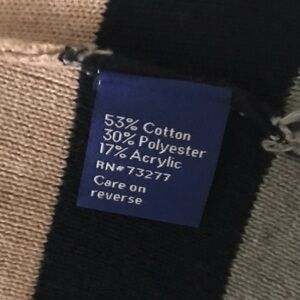 53% Cotton
30% Polyester
17% Acrylic
RN# 73277
Care on
reverse